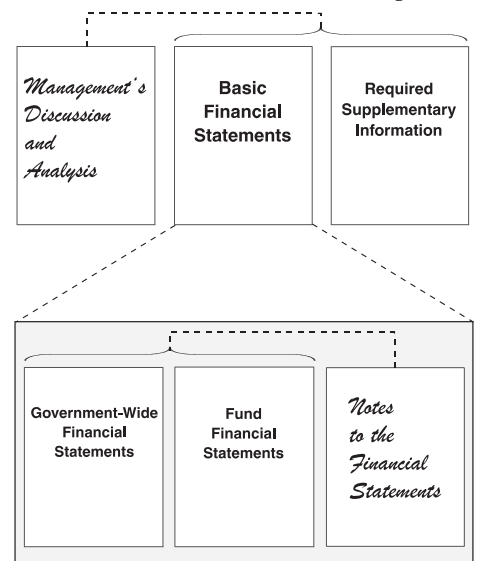 Management's
Discussion
and
Analysis
Basic
Financial
Statements
Required
Supplementary
Information
Government-Wide
Financial
Statements
Fund
Financial
Statements
Notes
to the
Financial
Statements